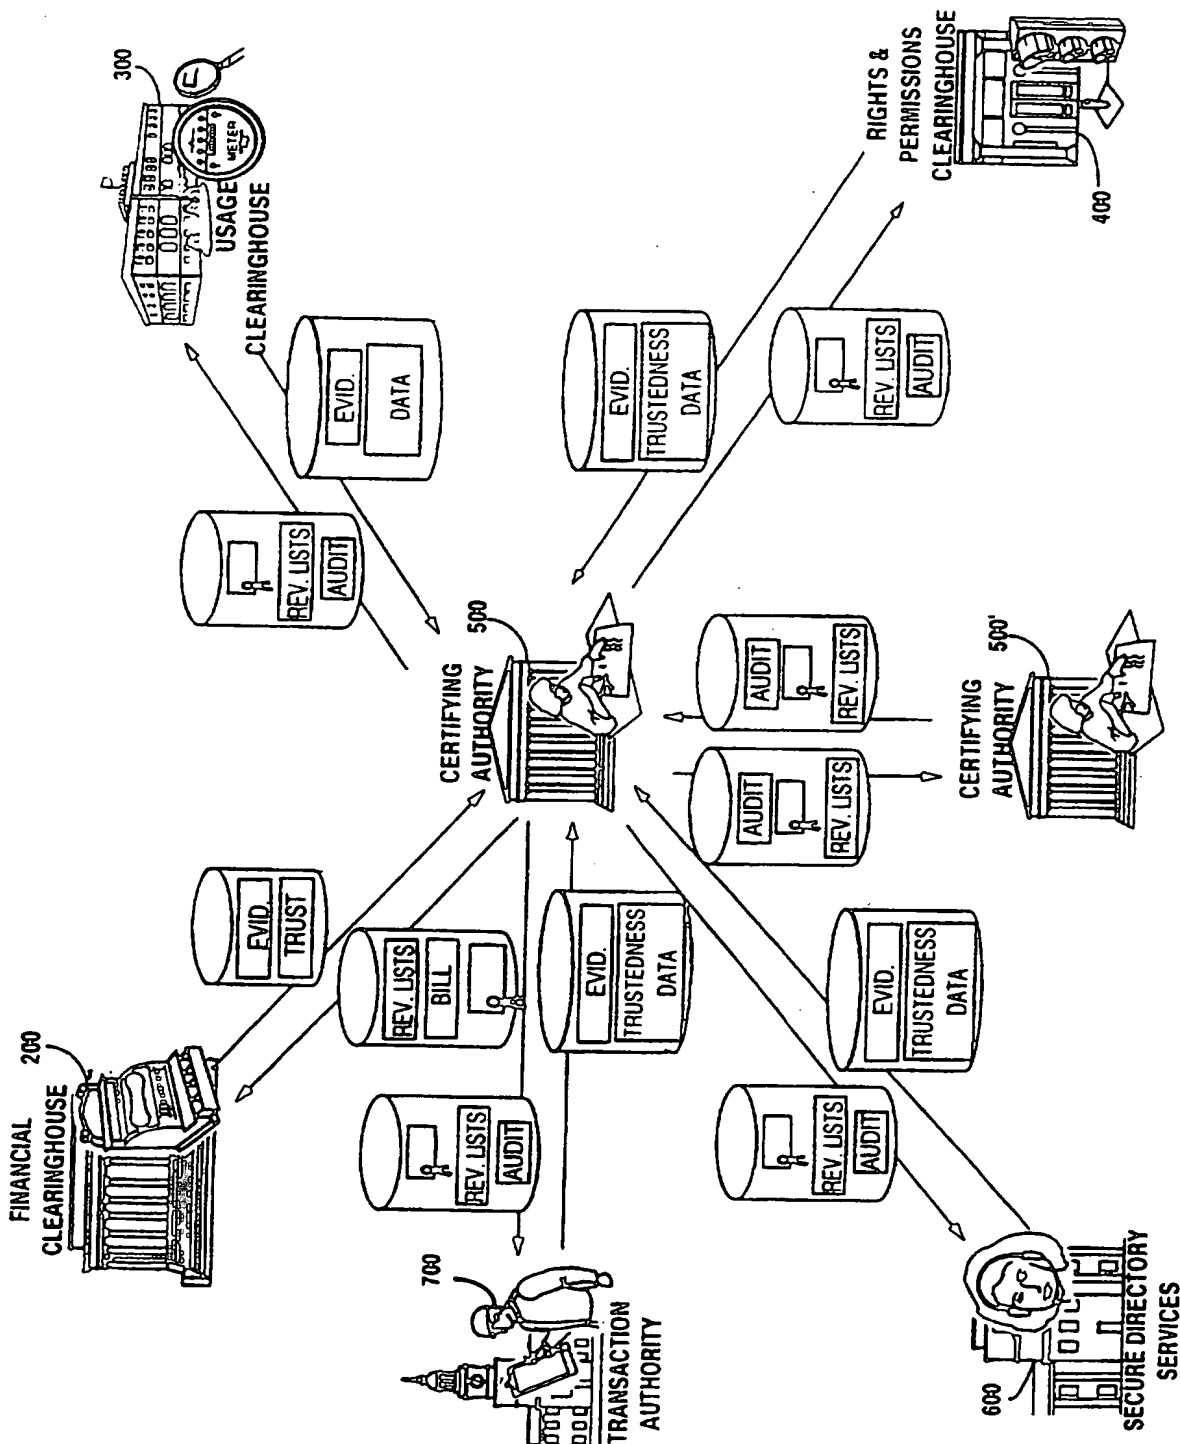 FINANCIAL
CLEARINGHOUSE
200
300
METER
USAGE
CLEARINGHOUSE
EVID.
TRUST
REV. LISTS
AUDIT
EVID.
DATA
REV. LISTS
BILL
700
TRANSACTION
AUTHORITY
REV. LISTS
AUDIT
CERTIFYING
AUTHORITY
500
EVID.
TRUSTEDNESS
DATA
EVID.
TRUSTEDNESS
DATA
AUDIT
REV. LISTS
AUDIT
REV. LISTS
REV. LISTS
AUDIT
REV. LISTS
AUDIT
EVID.
TRUSTEDNESS
DATA
RIGHTS &
PERMISSIONS
CLEARINGHOUSE
400
CERTIFYING
AUTHORITY
500'
600
SECURE DIRECTORY
SERVICES